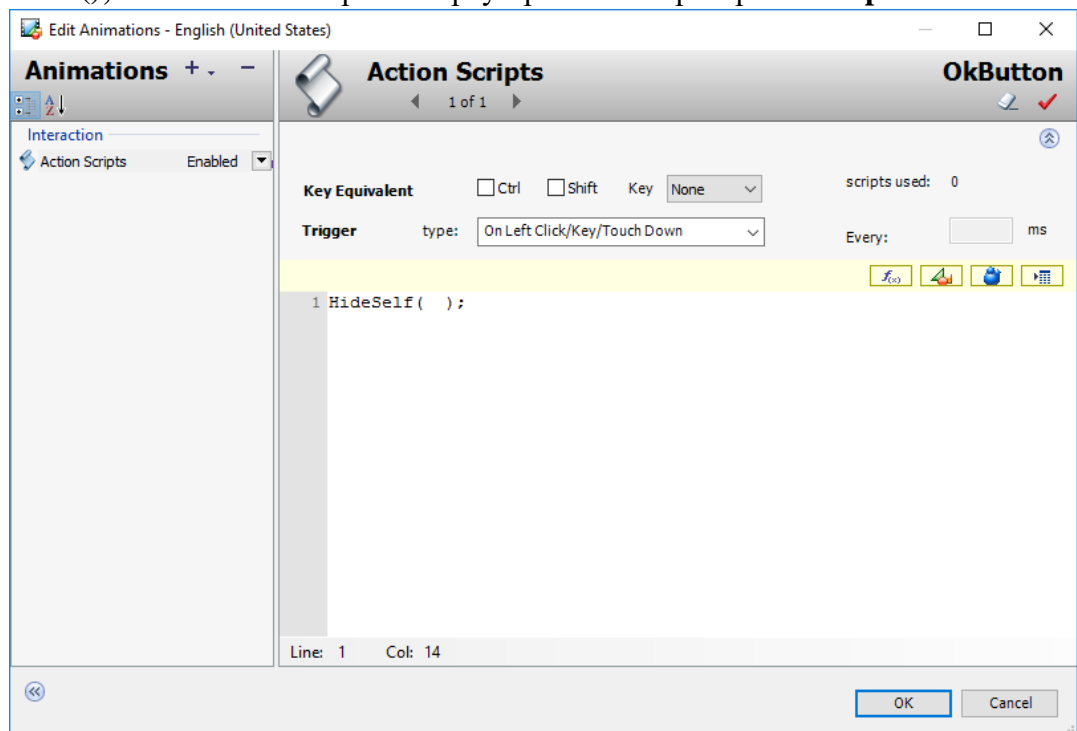 Edit Animations - English (United States)
Animations
Action Scripts
OkButton
1 of 1
Interaction
Action Scripts Enabled
Key Equivalent Ctrl Shift Key None scripts used: 0
Trigger type: On Left Click/Key/Touch Down Every: ms
f(x)
1 HideSelf( );
Line: 1 Col: 14
OK Cancel